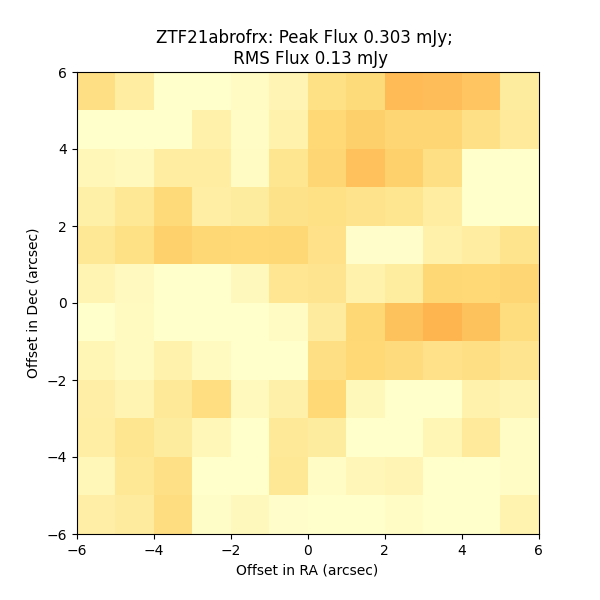 ZTF21abrofrx: Peak Flux 0.303 mJy;
RMS Flux 0.13 mJy
6
4
2
0
−2
−4
−6
Offset in Dec (arcsec)
−6 −4 −2 0 2 4 6
Offset in RA (arcsec)